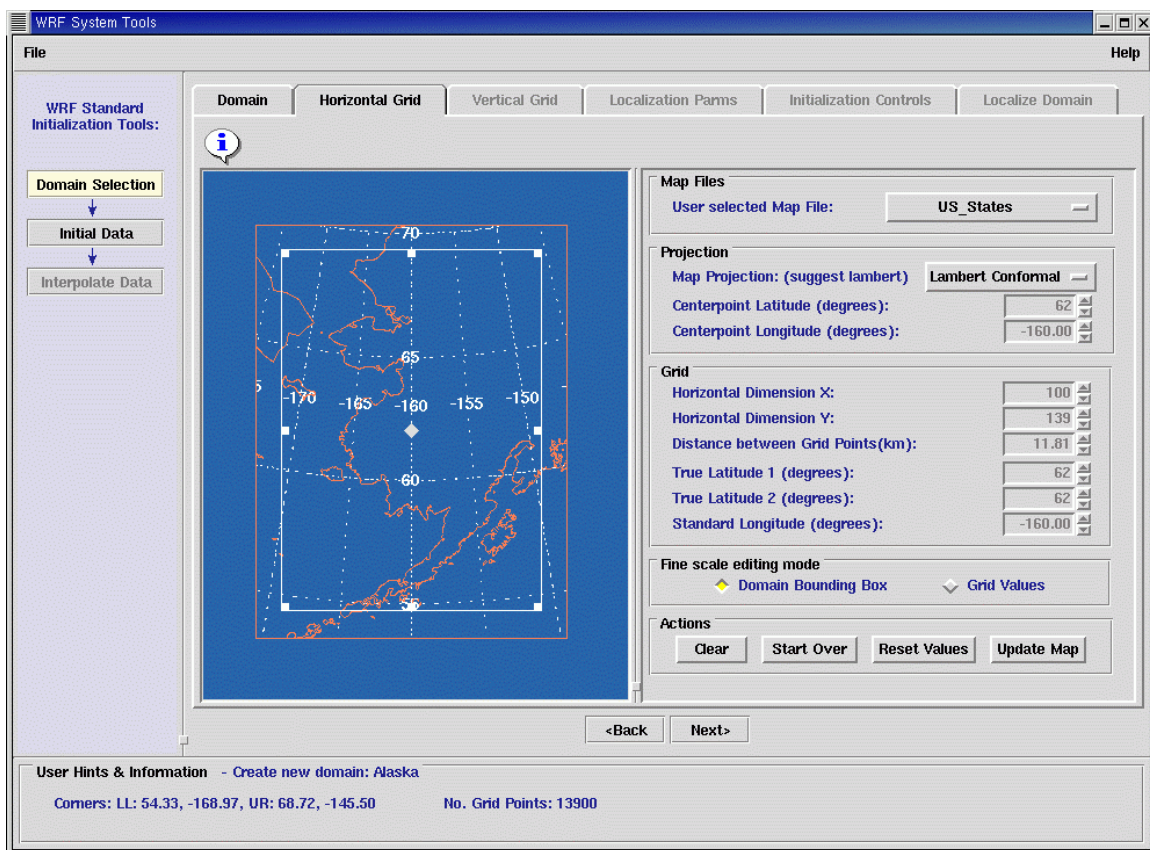 WRF System Tools
File Help
WRF Standard
Initialization Tools:
Domain Selection
Initial Data
Interpolate Data
Domain Horizontal Grid Vertical Grid Localization Parms Initialization Controls Localize Domain
i
-70
65
5
-170 -165 -160 -155 -150
-60
55
Map Files
User selected Map File: US_States
Projection
Map Projection: (suggest lambert) Lambert Conformal
Centerpoint Latitude (degrees): 62
Centerpoint Longitude (degrees): -160.00
Grid
Horizontal Dimension X: 100
Horizontal Dimension Y: 139
Distance between Grid Points(km): 11.81
True Latitude 1 (degrees): 62
True Latitude 2 (degrees): 62
Standard Longitude (degrees): -160.00
Fine scale editing mode
Domain Bounding Box Grid Values
Actions
Clear Start Over Reset Values Update Map
<Back Next>
User Hints & Information - Create new domain: Alaska
Corners: LL: 54.33, -168.97, UR: 68.72, -145.50 No. Grid Points: 13900